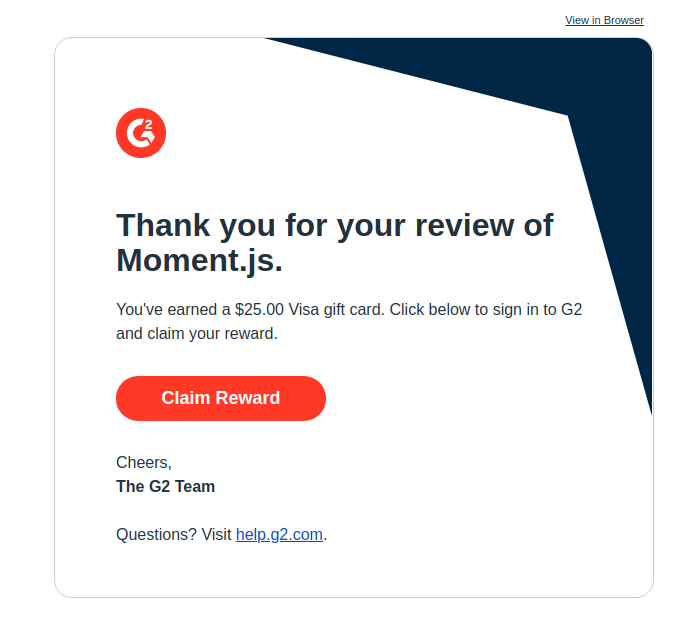 View in Browser
G2
Thank you for your review of
Moment.js.
You've earned a $25.00 Visa gift card. Click below to sign in to G2
and claim your reward.
Claim Reward
Cheers,
The G2 Team
Questions? Visit help.g2.com.